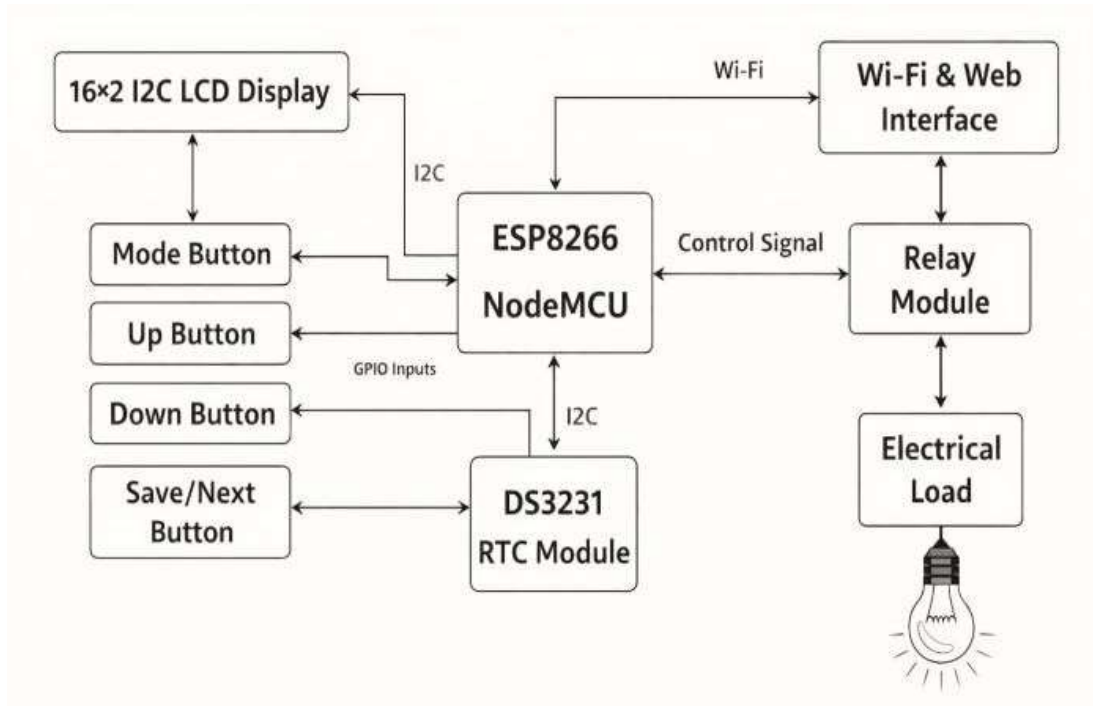 16×2 I2C LCD Display
Wi-Fi
Wi-Fi & Web
Interface
I2C
ESP8266
NodeMCU
Mode Button
Control Signal
Relay
Module
Up Button
GPIO Inputs
Down Button
I2C
Electrical
Load
Save/Next
Button
DS3231
RTC Module